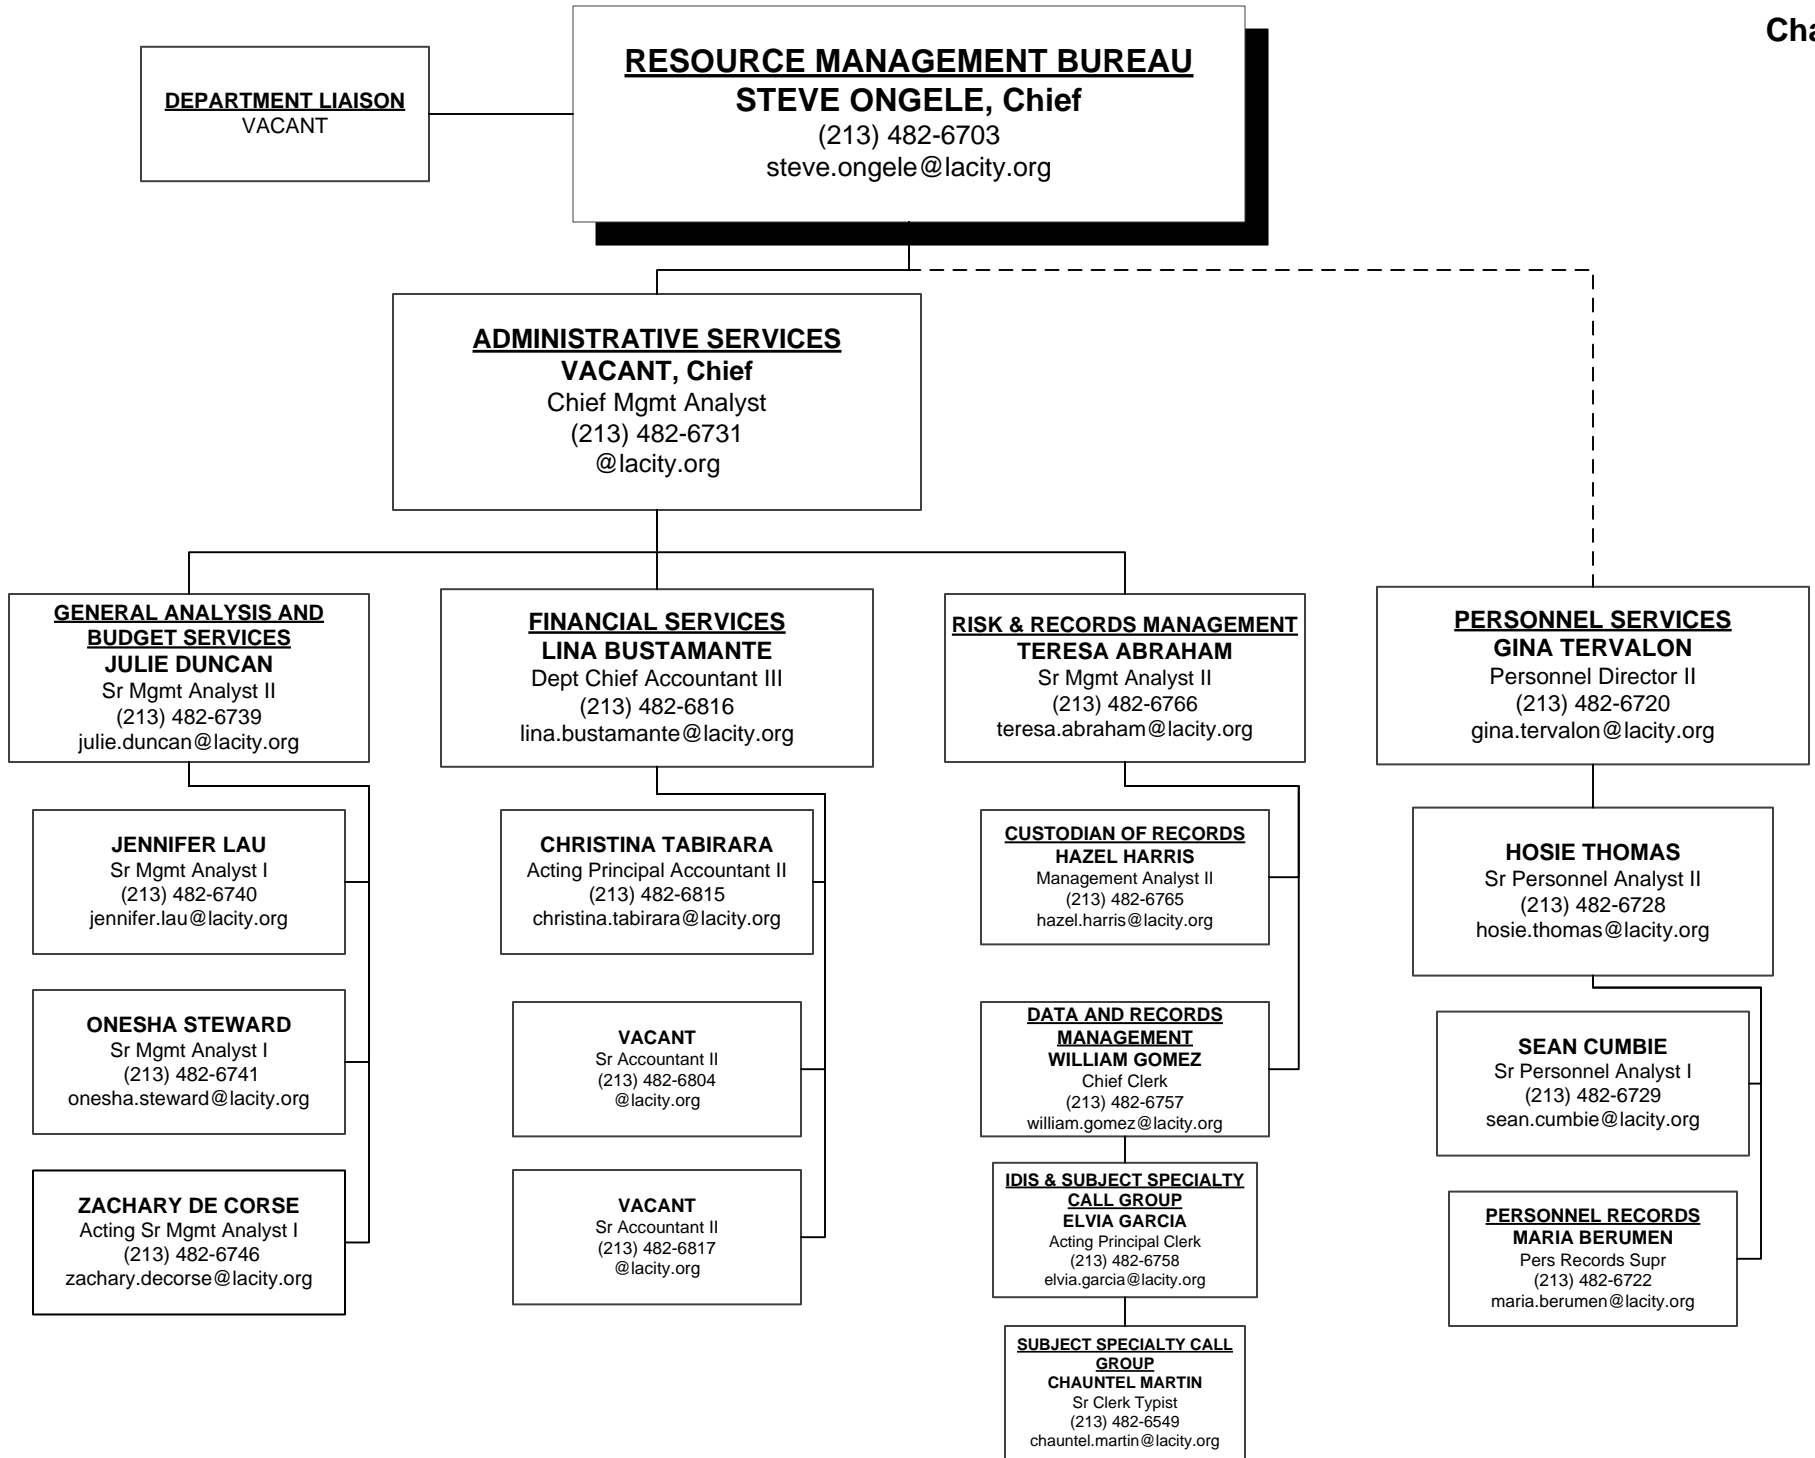 Cha
RESOURCE MANAGEMENT BUREAU
STEVE ONGELE, Chief
(213) 482-6703
steve.ongele@lacity.org
DEPARTMENT LIAISON
VACANT
ADMINISTRATIVE SERVICES
VACANT, Chief
Chief Mgmt Analyst
(213) 482-6731
@lacity.org
GENERAL ANALYSIS AND
BUDGET SERVICES
JULIE DUNCAN
Sr Mgmt Analyst II
(213) 482-6739
julie.duncan@lacity.org
JENNIFER LAU
Sr Mgmt Analyst I
(213) 482-6740
jennifer.lau@lacity.org
ONESHA STEWARD
Sr Mgmt Analyst I
(213) 482-6741
onesha.steward@lacity.org
ZACHARY DE CORSE
Acting Sr Mgmt Analyst I
(213) 482-6746
zachary.decorse@lacity.org
FINANCIAL SERVICES
LINA BUSTAMANTE
Dept Chief Accountant III
(213) 482-6816
lina.bustamante@lacity.org
CHRISTINA TABIRARA
Acting Principal Accountant II
(213) 482-6815
christina.tabirara@lacity.org
VACANT
Sr Accountant II
(213) 482-6804
@lacity.org
VACANT
Sr Accountant II
(213) 482-6817
@lacity.org
RISK & RECORDS MANAGEMENT
TERESA ABRAHAM
Sr Mgmt Analyst II
(213) 482-6766
teresa.abraham@lacity.org
CUSTODIAN OF RECORDS
HAZEL HARRIS
Management Analyst II
(213) 482-6765
hazel.harris@lacity.org
DATA AND RECORDS
MANAGEMENT
WILLIAM GOMEZ
Chief Clerk
(213) 482-6757
william.gomez@lacity.org
IDIS & SUBJECT SPECIALTY
CALL GROUP
ELVIA GARCIA
Acting Principal Clerk
(213) 482-6758
elvia.garcia@lacity.org
SUBJECT SPECIALTY CALL
GROUP
CHAUNTEL MARTIN
Sr Clerk Typist
(213) 482-6549
chauntel.martin@lacity.org
PERSONNEL SERVICES
GINA TERVALON
Personnel Director II
(213) 482-6720
gina.tervalon@lacity.org
HOSIE THOMAS
Sr Personnel Analyst II
(213) 482-6728
hosie.thomas@lacity.org
SEAN CUMBIE
Sr Personnel Analyst I
(213) 482-6729
sean.cumbie@lacity.org
PERSONNEL RECORDS
MARIA BERUMEN
Pers Records Supr
(213) 482-6722
maria.berumen@lacity.org